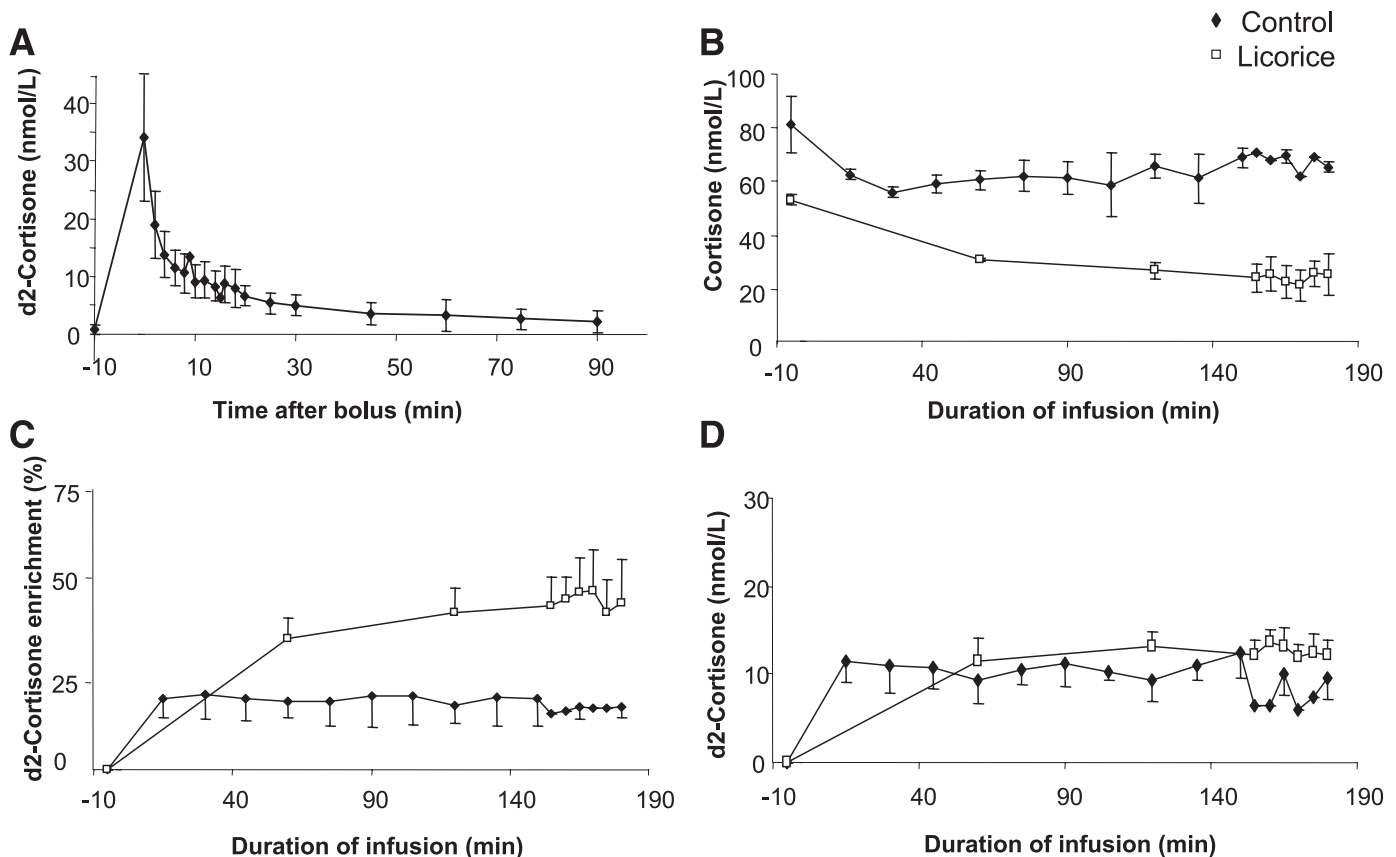 A
d2-Cortisone (nmol/L)
40
30
20
10
0
-10
10
30
50
70
90
Time after bolus (min)
B
Control
Licorice
Cortisone (nmol/L)
100
80
60
40
20
0
-10
40
90
140
190
Duration of infusion (min)
C
d2-Cortisone enrichment (%)
75
50
25
0
-10
40
90
140
190
Duration of infusion (min)
D
d2-Cortisone (nmol/L)
30
20
10
0
-10
40
90
140
190
Duration of infusion (min)